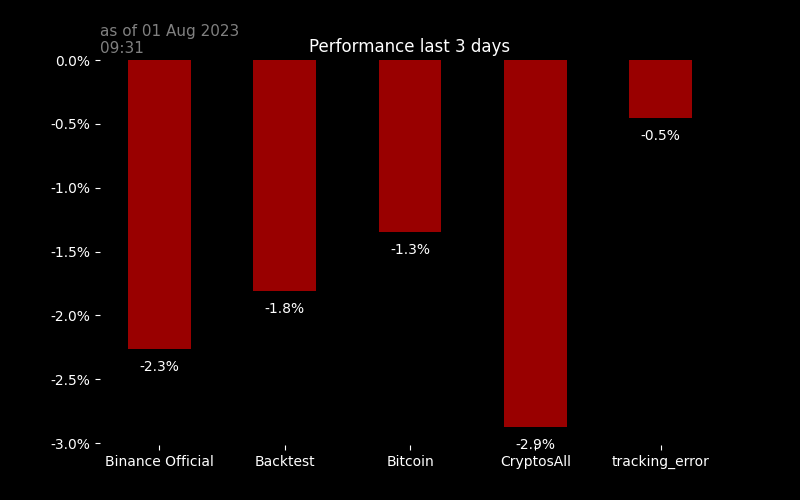 as of 01 Aug 2023
09:31
Performance last 3 days
0.0%
-0.5%
-1.0%
-1.5%
-2.0%
-2.5%
-3.0%
-2.3%
-1.8%
-1.3%
-2.9%
-0.5%
Binance Official
Backtest
Bitcoin
CryptosAll
tracking_error